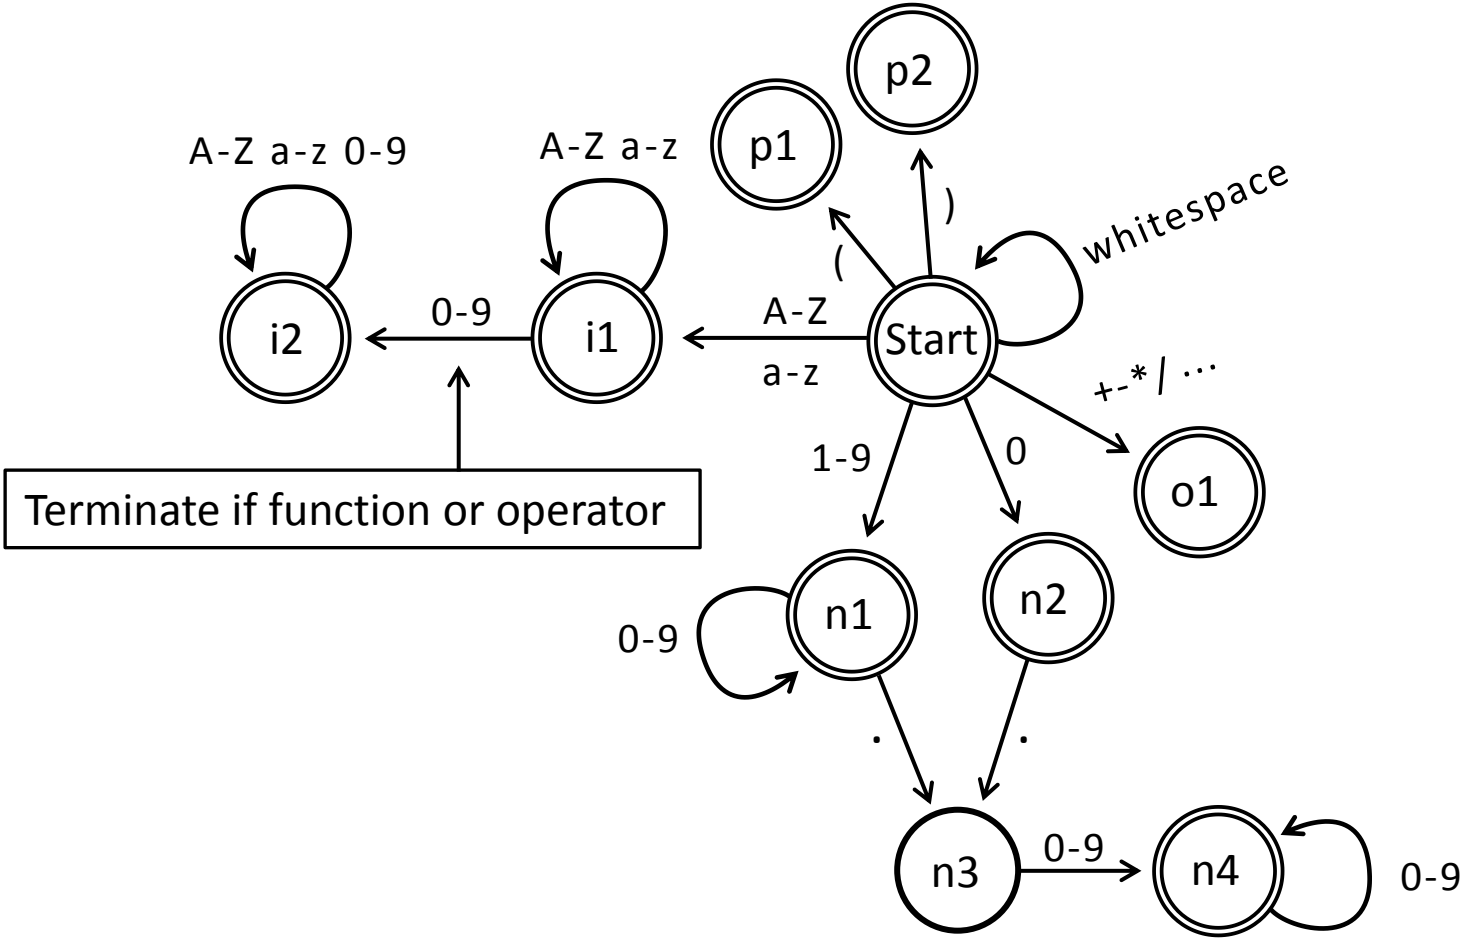 p2
A-Z a-z 0-9
A-Z a-z
p1
)
whitespace
(
i2
0-9
i1
A-Z
a-z
Start
+-*/ ...
1-9
0
o1
Terminate if function or operator
0-9
n1
n2
.
.
n3
0-9
n4
0-9